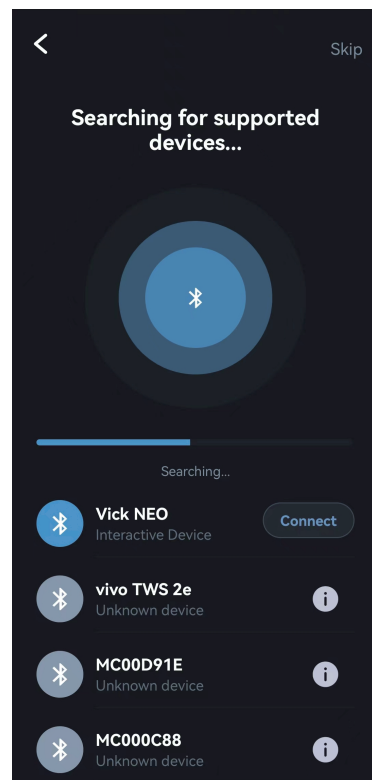 Skip
Searching for supported
devices...
Searching...
Vick NEO
Interactive Device
Connect
vivo TWS 2e
Unknown device
MC00D91E
Unknown device
MC000C88
Unknown device